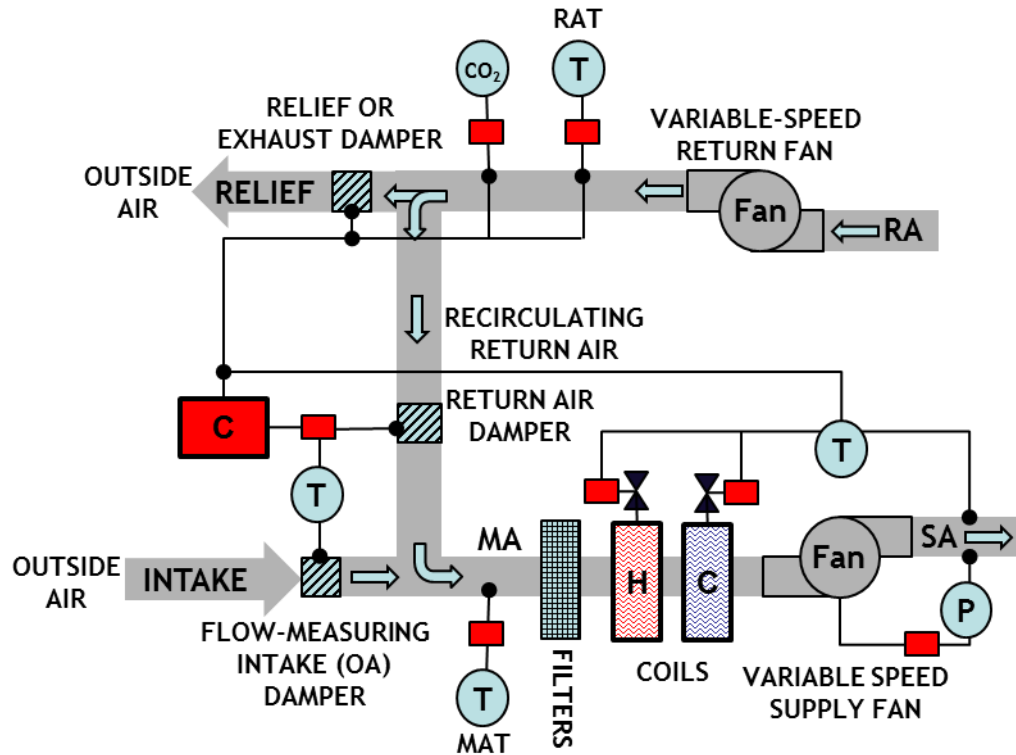 RAT
CO₂
T
RELIEF OR
EXHAUST DAMPER
VARIABLE-SPEED
RETURN FAN
OUTSIDE
AIR
RELIEF
Fan
RA
RECIRCULATING
RETURN AIR
RETURN AIR
DAMPER
C
T
T
OUTSIDE
AIR
INTAKE
MA
H
C
Fan
SA
P
FLOW-MEASURING
INTAKE (OA)
DAMPER
T
MAT
FILTERS
COILS
VARIABLE SPEED
SUPPLY FAN